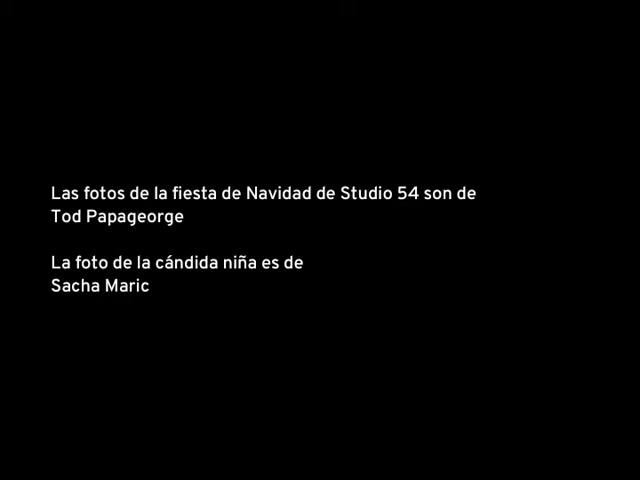 Las fotos de la fiesta de Navidad de Studio 54 son de
Tod Papageorge
La foto de la cándida niña es de
Sacha Maric